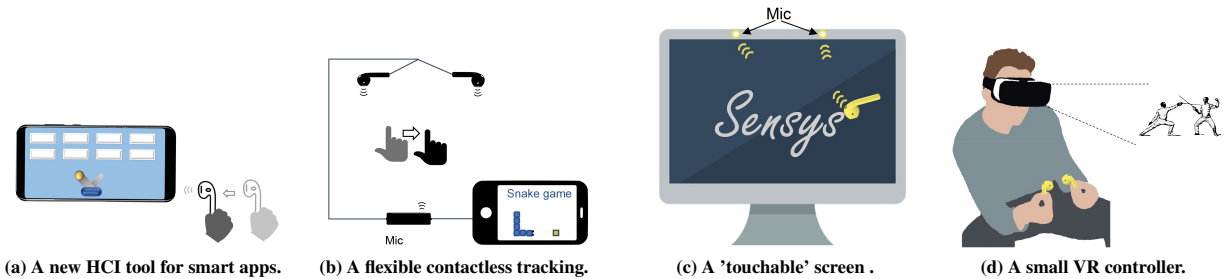 Mic
Sensys
Snake game
Mic
(a) A new HCI tool for smart apps.
(b) A flexible contactless tracking.
(c) A 'touchable' screen .
(d) A small VR controller.